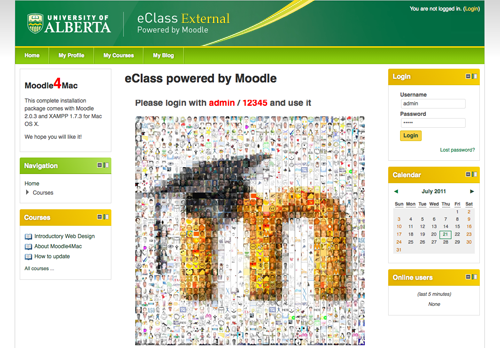 UNIVERSITY OF
ALBERTA
eClass External
Powered by Moodle
You are not logged in. (Login)
Home
My Profile
My Courses
My Blog
Moodle4Mac
This complete installation
package comes with Moodle
2.0.3 and XAMPP 1.7.3 for Mac
OS X.
We hope you will like it!
Navigation
Home
Courses
Courses
Introductory Web Design
About Moodle4Mac
How to update
All courses ...
eClass powered by Moodle
Please login with admin / 12345 and use it
Login
Username
admin
Password
•••••
Login
Lost password?
Calendar
◄ July 2011 ►
Sun Mon Tue Wed Thu Fri Sat
1 2
3 4 5 6 7 8 9
10 11 12 13 14 15 16
17 18 19 20 21 22 23
24 25 26 27 28 29 30
31
Online users
(last 5 minutes)
None